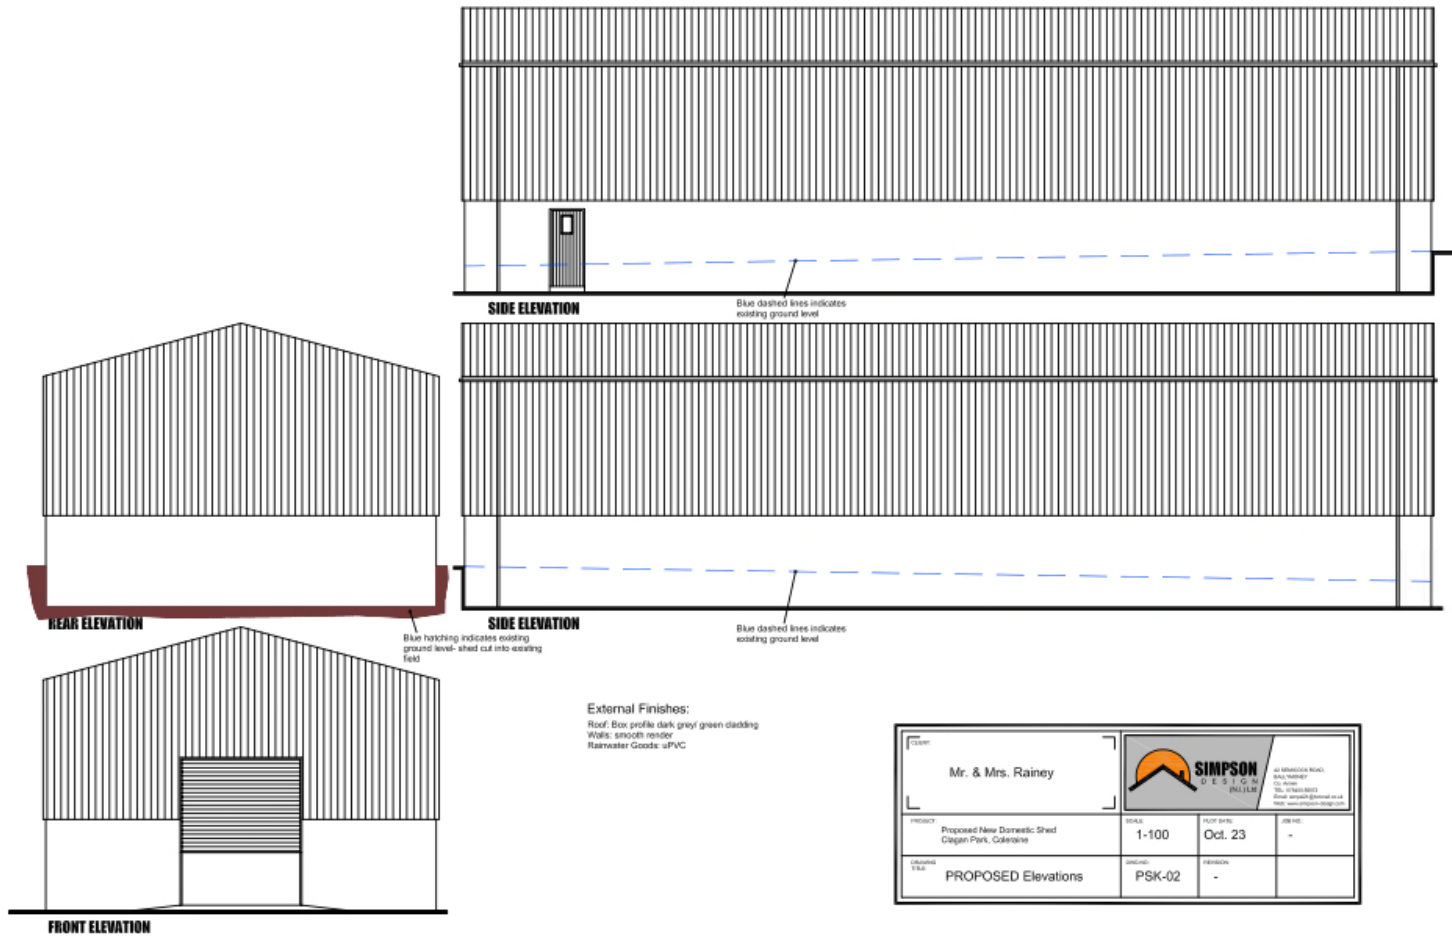 SIDE ELEVATION
Blue dashed lines indicates
existing ground level
REAR ELEVATION
Blue hatching indicates existing
ground level- shed cut into existing
field
SIDE ELEVATION
Blue dashed lines indicates
existing ground level
FRONT ELEVATION
External Finishes:
Roof: Box profile dark grey/ green cladding
Walls: smooth render
Rainwater Goods: uPVC
CLIENT:
Mr. & Mrs. Rainey
SIMPSON
DESIGN
(N.I.) Ltd
PROJECT:
Proposed New Domestic Shed
Clagan Park, Coleraine
SCALE:
1-100
PLOT DATE:
Oct. 23
JOB NO:
-
DRAWING
TITLE:
PROPOSED Elevations
DWG NO:
PSK-02
REVISION:
-